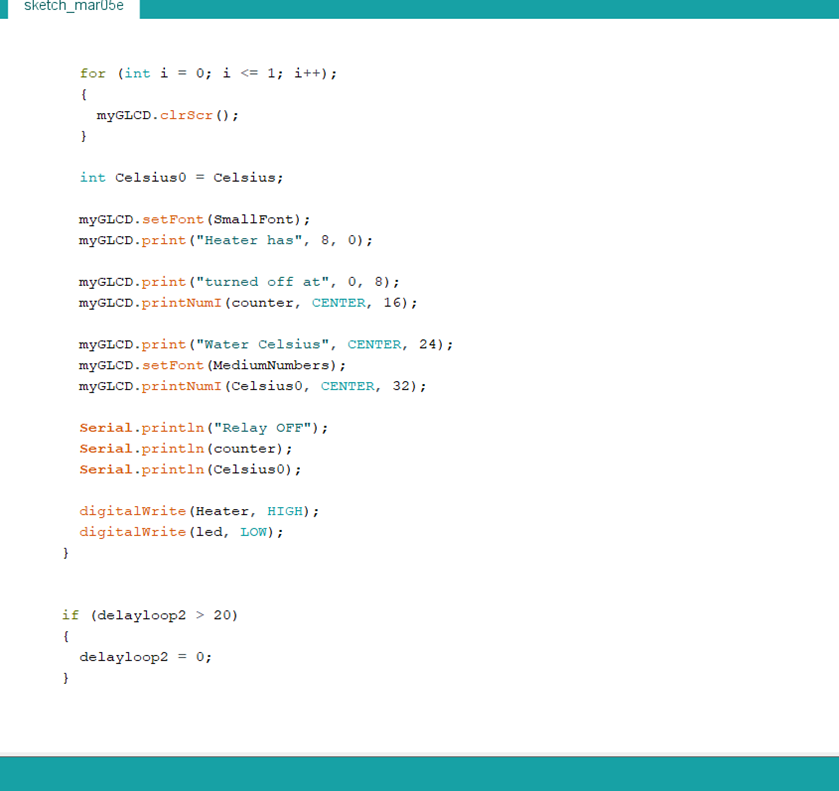 sketch_mar05e
for (int i = 0; i <= 1; i++);
{
myGLCD.clrScr();
}
int Celsius0 = Celsius;
myGLCD.setFont(SmallFont);
myGLCD.print("Heater has", 8, 0);
myGLCD.print("turned off at", 0, 8);
myGLCD.printNumI(counter, CENTER, 16);
myGLCD.print("Water Celsius", CENTER, 24);
myGLCD.setFont(MediumNumbers);
myGLCD.printNumI(Celsius0, CENTER, 32);
Serial.println("Relay OFF");
Serial.println(counter);
Serial.println(Celsius0);
digitalWrite(Heater, HIGH);
digitalWrite(led, LOW);
}
if (delayloop2 > 20)
{
delayloop2 = 0;
}